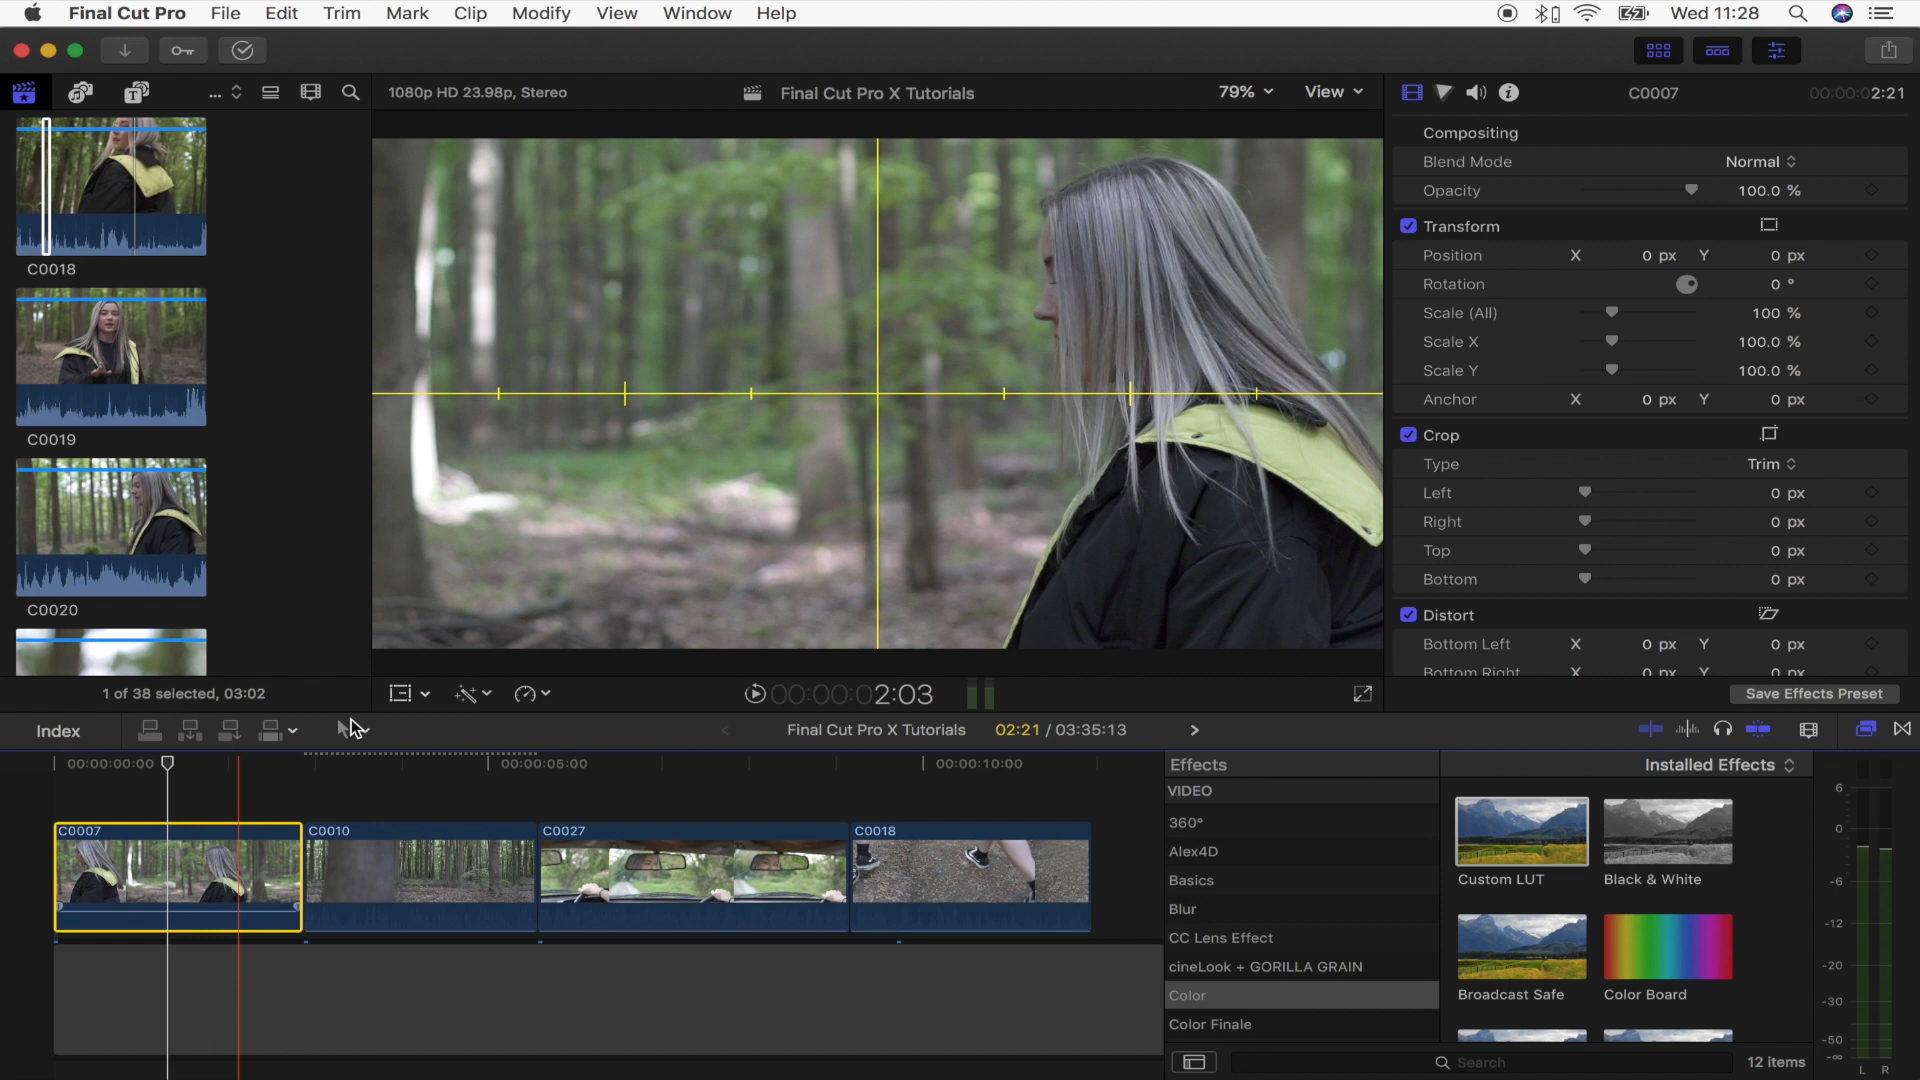 Final Cut Pro File Edit Trim Mark Clip Modify View Window Help Wed 11:28
... 1080p HD 23.98p, Stereo Final Cut Pro X Tutorials 79% View C0007 00:00:02:21
C0018
C0019
C0020
1 of 38 selected, 03:02
00:00:00:02:03
Compositing
Blend Mode Normal
Opacity 100.0 %
Transform
Position X 0 px Y 0 px
Rotation 0 °
Scale (All) 100 %
Scale X 100.0 %
Scale Y 100.0 %
Anchor X 0 px Y 0 px
Crop
Type Trim
Left 0 px
Right 0 px
Top 0 px
Bottom 0 px
Distort
Bottom Left X 0 px Y 0 px
Bottom Right X 0 px Y 0 px
Save Effects Preset
Index Final Cut Pro X Tutorials 02:21 / 03:35:13
00:00:00:00 00:00:05:00 00:00:10:00
C0007 C0010 C0027 C0018
Effects Installed Effects
VIDEO
360°
Alex4D
Basics
Blur
CC Lens Effect
cineLook + GORILLA GRAIN
Color
Color Finale
Custom LUT Black & White
Broadcast Safe Color Board
Search 12 items
6
0
-6
-12
-20
-30
-50
-∞
L R